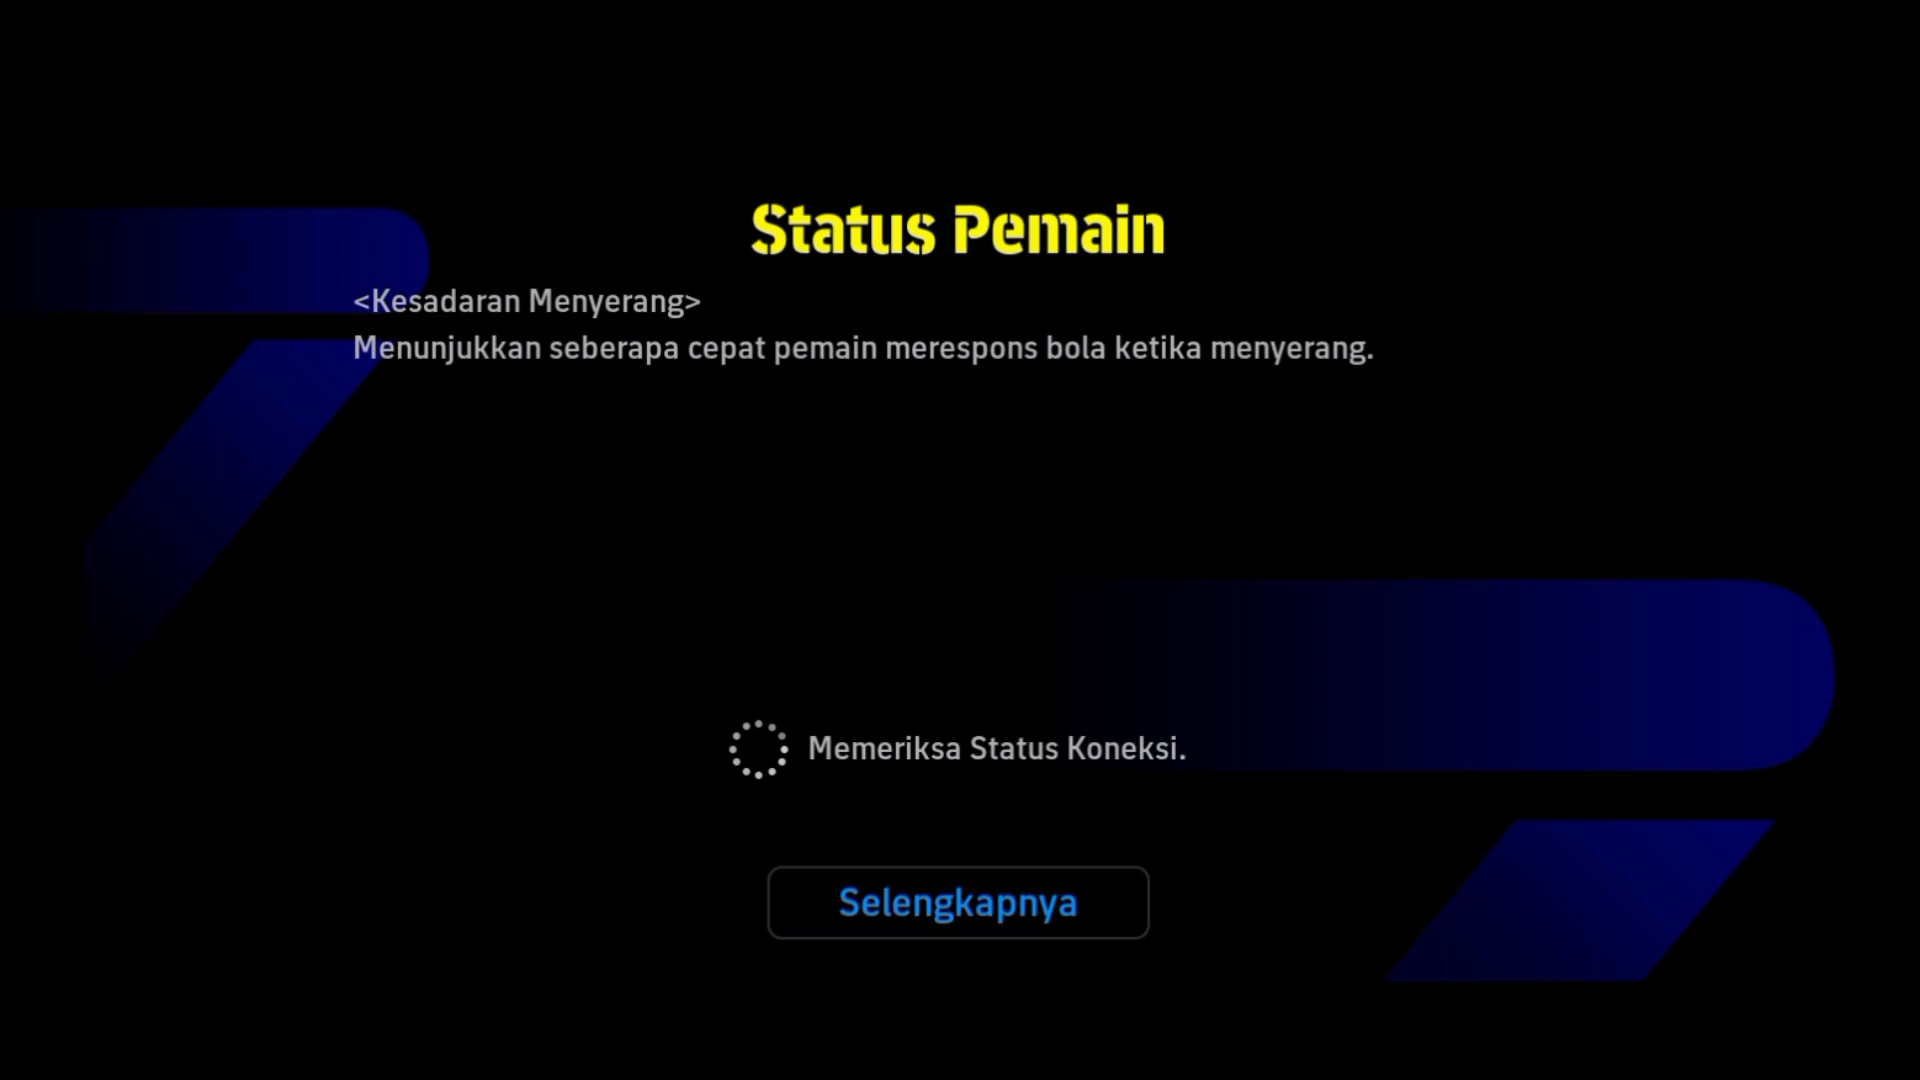 Status Pemain
<Kesadaran Menyerang>
Menunjukkan seberapa cepat pemain merespons bola ketika menyerang.
Memeriksa Status Koneksi.
Selengkapnya